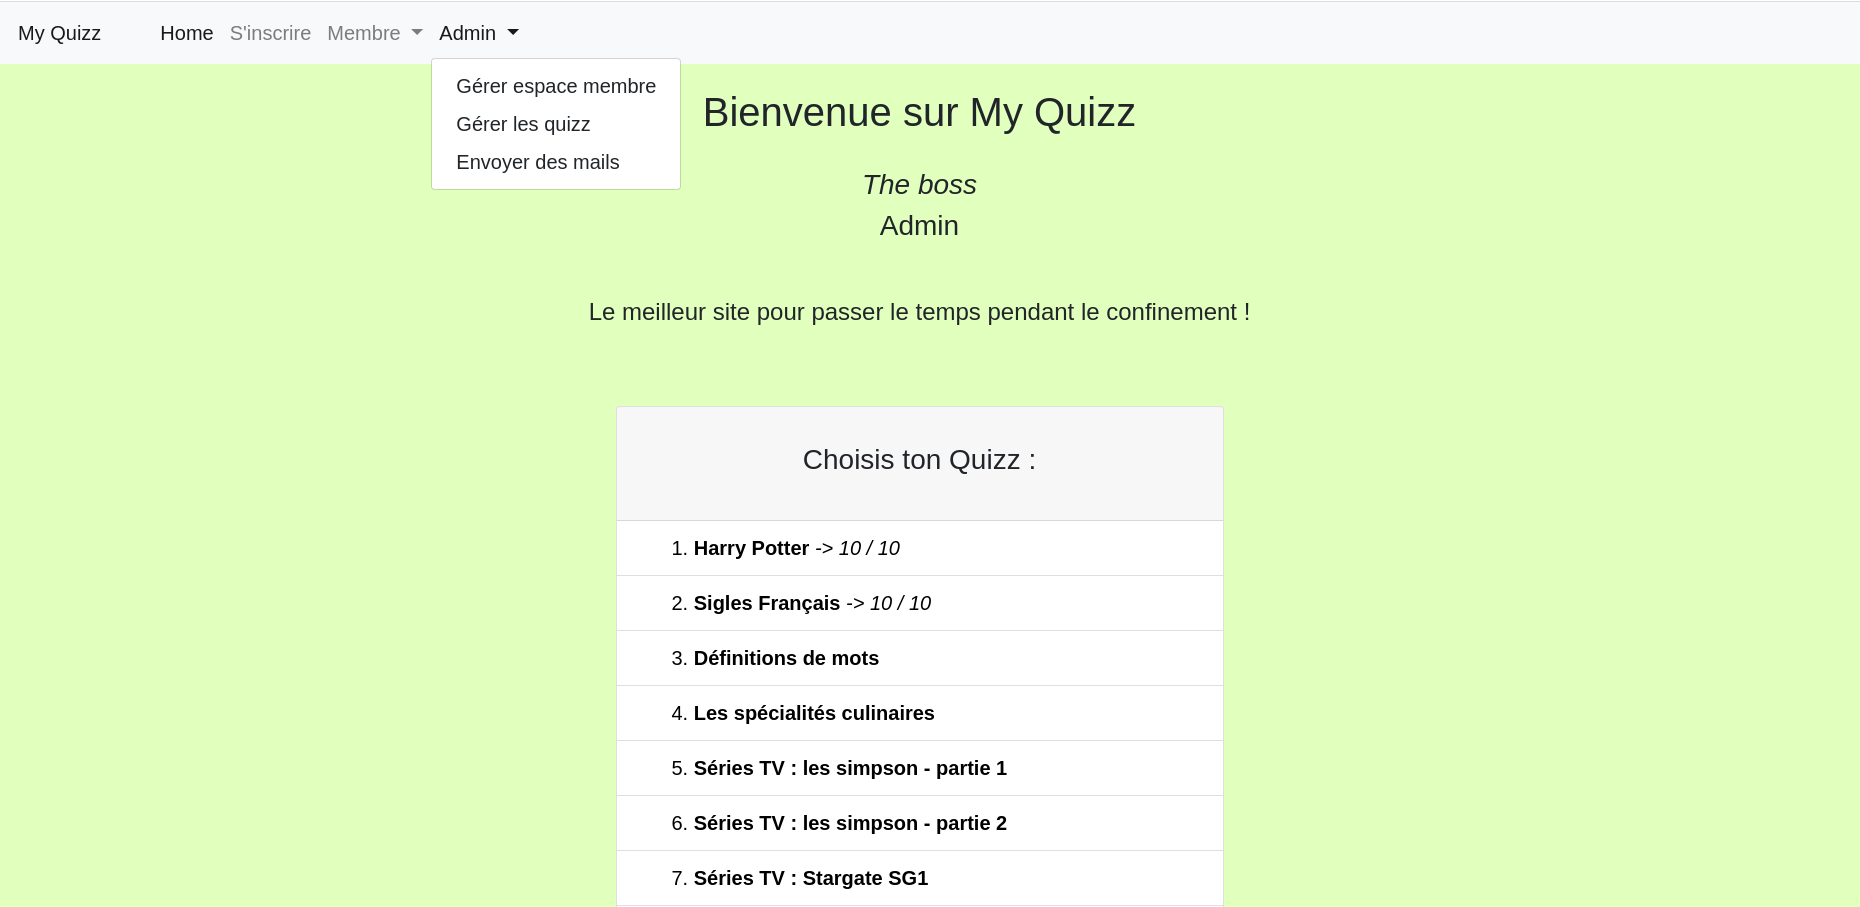 My Quizz Home S'inscrire Membre Admin
Gérer espace membre
Gérer les quizz
Envoyer des mails
Bienvenue sur My Quizz
The boss
Admin
Le meilleur site pour passer le temps pendant le confinement !
Choisis ton Quizz :
1. Harry Potter -> 10 / 10
2. Sigles Français -> 10 / 10
3. Définitions de mots
4. Les spécialités culinaires
5. Séries TV : les simpson - partie 1
6. Séries TV : les simpson - partie 2
7. Séries TV : Stargate SG1